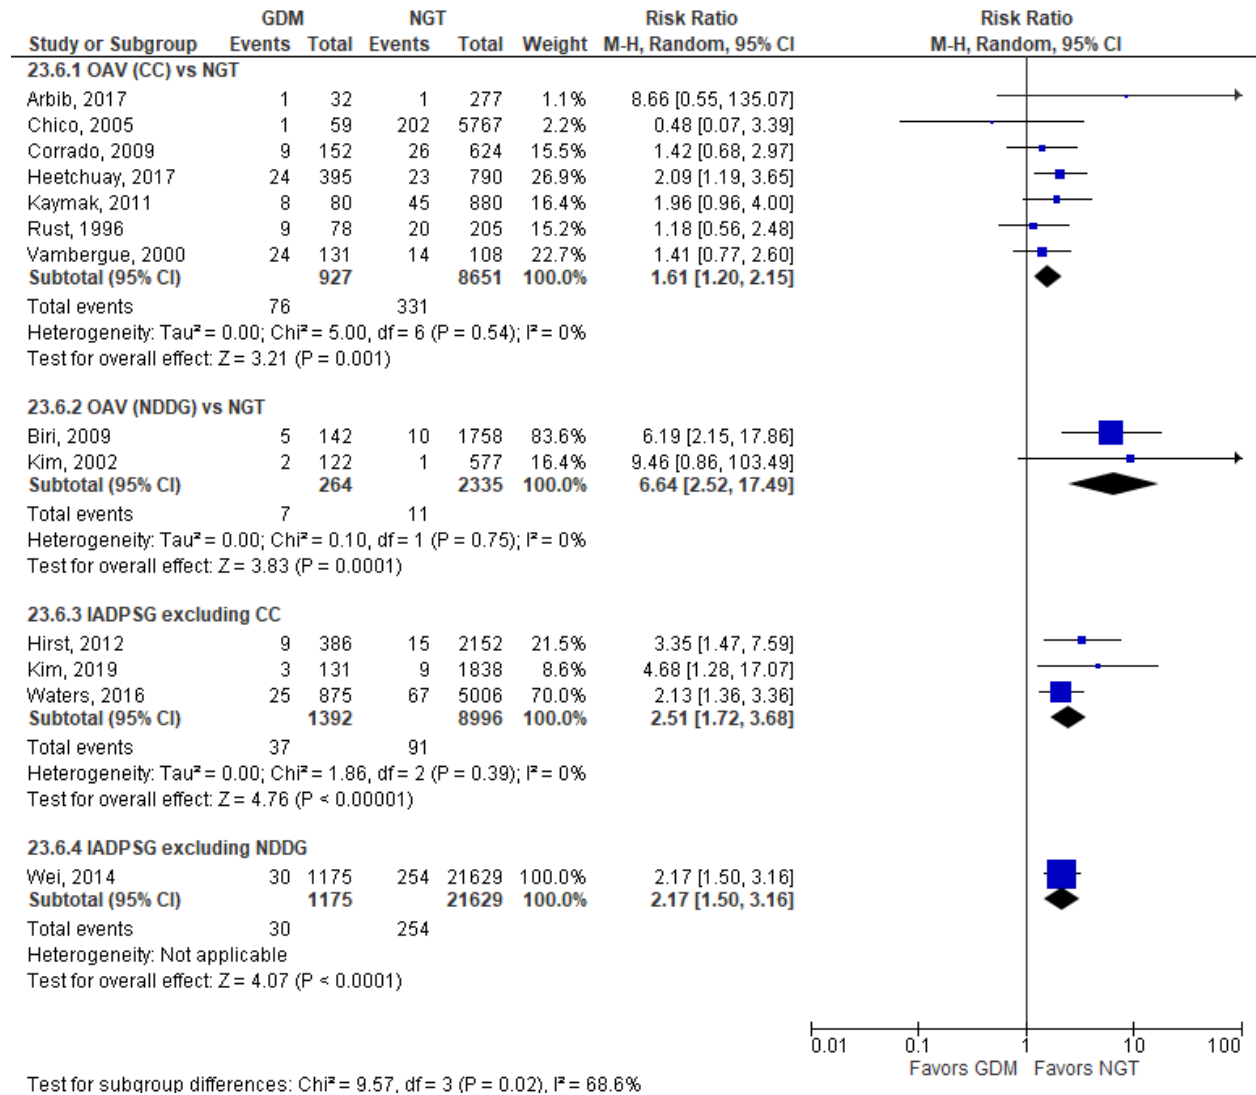 GDM NGT Risk Ratio Risk Ratio
Study or Subgroup Events Total Events Total Weight M-H, Random, 95% CI M-H, Random, 95% CI
23.6.1 OAV (CC) vs NGT
Arbib, 2017 1 32 1 277 1.1% 8.66 [0.55, 135.07]
Chico, 2005 1 59 202 5767 2.2% 0.48 [0.07, 3.39]
Corrado, 2009 9 152 26 624 15.5% 1.42 [0.68, 2.97]
Heetchuay, 2017 24 395 23 790 26.9% 2.09 [1.19, 3.65]
Kaymak, 2011 8 80 45 880 16.4% 1.96 [0.96, 4.00]
Rust, 1996 9 78 20 205 15.2% 1.18 [0.56, 2.48]
Vambergue, 2000 24 131 14 108 22.7% 1.41 [0.77, 2.60]
Subtotal (95% CI) 927 8651 100.0% 1.61 [1.20, 2.15]
Total events 76 331
Heterogeneity: Tau² = 0.00; Chi² = 5.00, df = 6 (P = 0.54); I² = 0%
Test for overall effect: Z = 3.21 (P = 0.001)
23.6.2 OAV (NDDG) vs NGT
Biri, 2009 5 142 10 1758 83.6% 6.19 [2.15, 17.86]
Kim, 2002 2 122 1 577 16.4% 9.46 [0.86, 103.49]
Subtotal (95% CI) 264 2335 100.0% 6.64 [2.52, 17.49]
Total events 7 11
Heterogeneity: Tau² = 0.00; Chi² = 0.10, df = 1 (P = 0.75); I² = 0%
Test for overall effect: Z = 3.83 (P = 0.0001)
23.6.3 IADPSG excluding CC
Hirst, 2012 9 386 15 2152 21.5% 3.35 [1.47, 7.59]
Kim, 2019 3 131 9 1838 8.6% 4.68 [1.28, 17.07]
Waters, 2016 25 875 67 5006 70.0% 2.13 [1.36, 3.36]
Subtotal (95% CI) 1392 8996 100.0% 2.51 [1.72, 3.68]
Total events 37 91
Heterogeneity: Tau² = 0.00; Chi² = 1.86, df = 2 (P = 0.39); I² = 0%
Test for overall effect: Z = 4.76 (P < 0.00001)
23.6.4 IADPSG excluding NDDG
Wei, 2014 30 1175 254 21629 100.0% 2.17 [1.50, 3.16]
Subtotal (95% CI) 1175 21629 100.0% 2.17 [1.50, 3.16]
Total events 30 254
Heterogeneity: Not applicable
Test for overall effect: Z = 4.07 (P < 0.0001)
0.01 0.1 1 10 100
Favors GDM Favors NGT
Test for subgroup differences: Chi² = 9.57, df = 3 (P = 0.02), I² = 68.6%